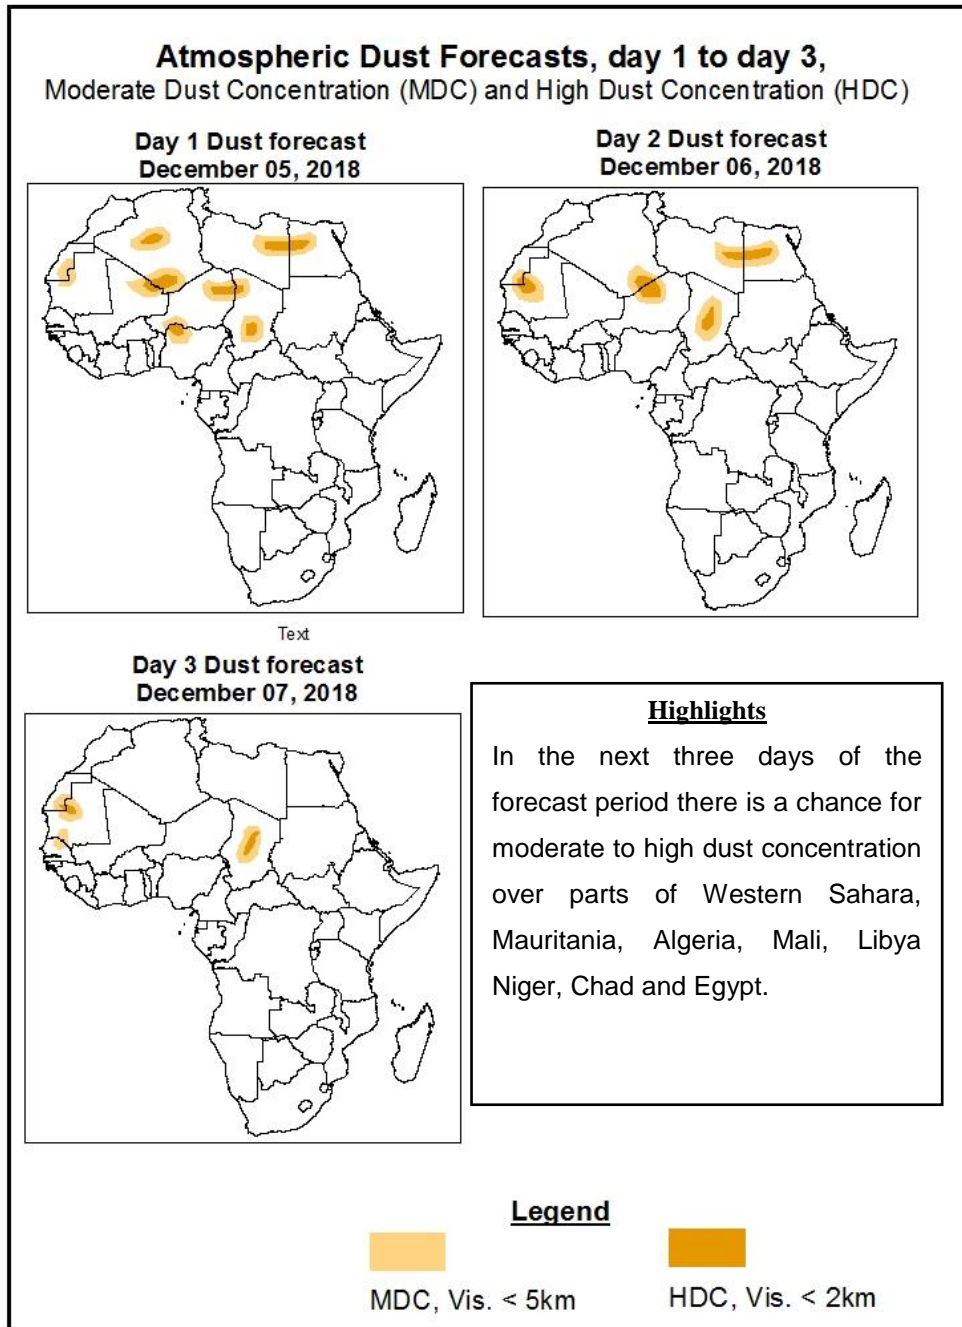 Atmospheric Dust Forecasts, day 1 to day 3,
Moderate Dust Concentration (MDC) and High Dust Concentration (HDC)
Day 1 Dust forecast
December 05, 2018
Day 2 Dust forecast
December 06, 2018
Text
Day 3 Dust forecast
December 07, 2018
Highlights
In the next three days of the
forecast period there is a chance for
moderate to high dust concentration
over parts of Western Sahara,
Mauritania, Algeria, Mali, Libya
Niger, Chad and Egypt.
Legend
MDC, Vis. < 5km
HDC, Vis. < 2km